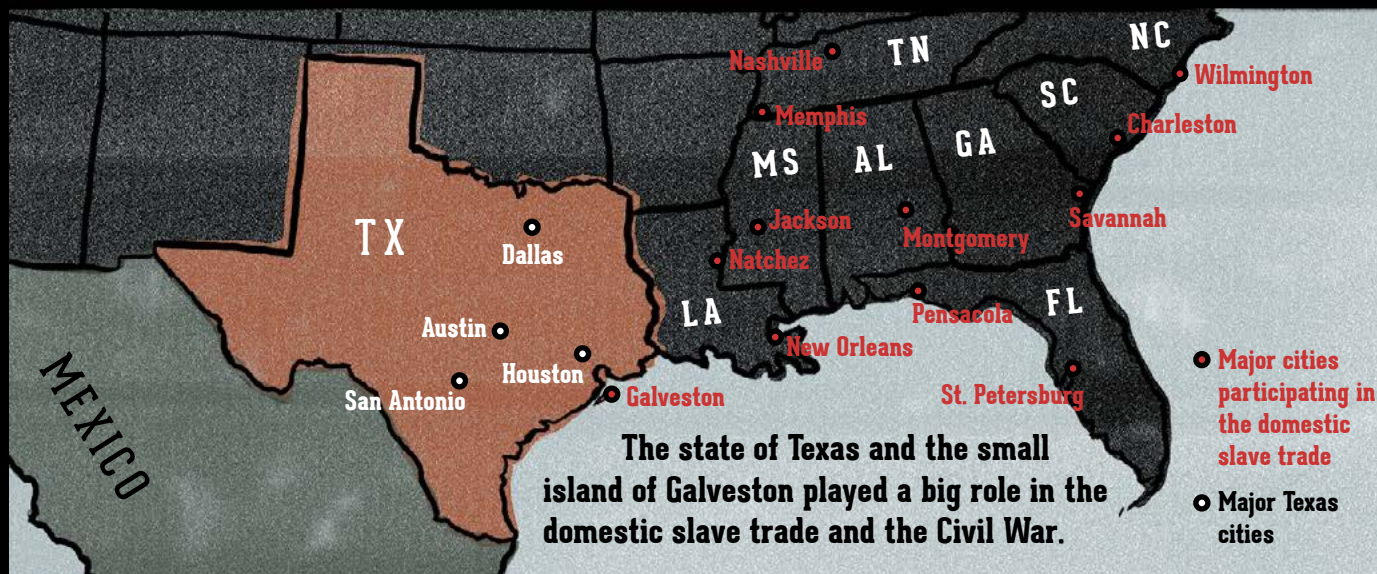 NC
TN
Nashville
Wilmington
SC
Memphis
Charleston
GA
MS
AL
TX
Jackson
Savannah
Dallas
Montgomery
Natchez
FL
LA
Pensacola
Austin
New Orleans
Houston
MEXICO
San Antonio
Galveston
St. Petersburg
Major cities
participating in
the domestic
slave trade
Major Texas
cities
The state of Texas and the small
island of Galveston played a big role in the
domestic slave trade and the Civil War.